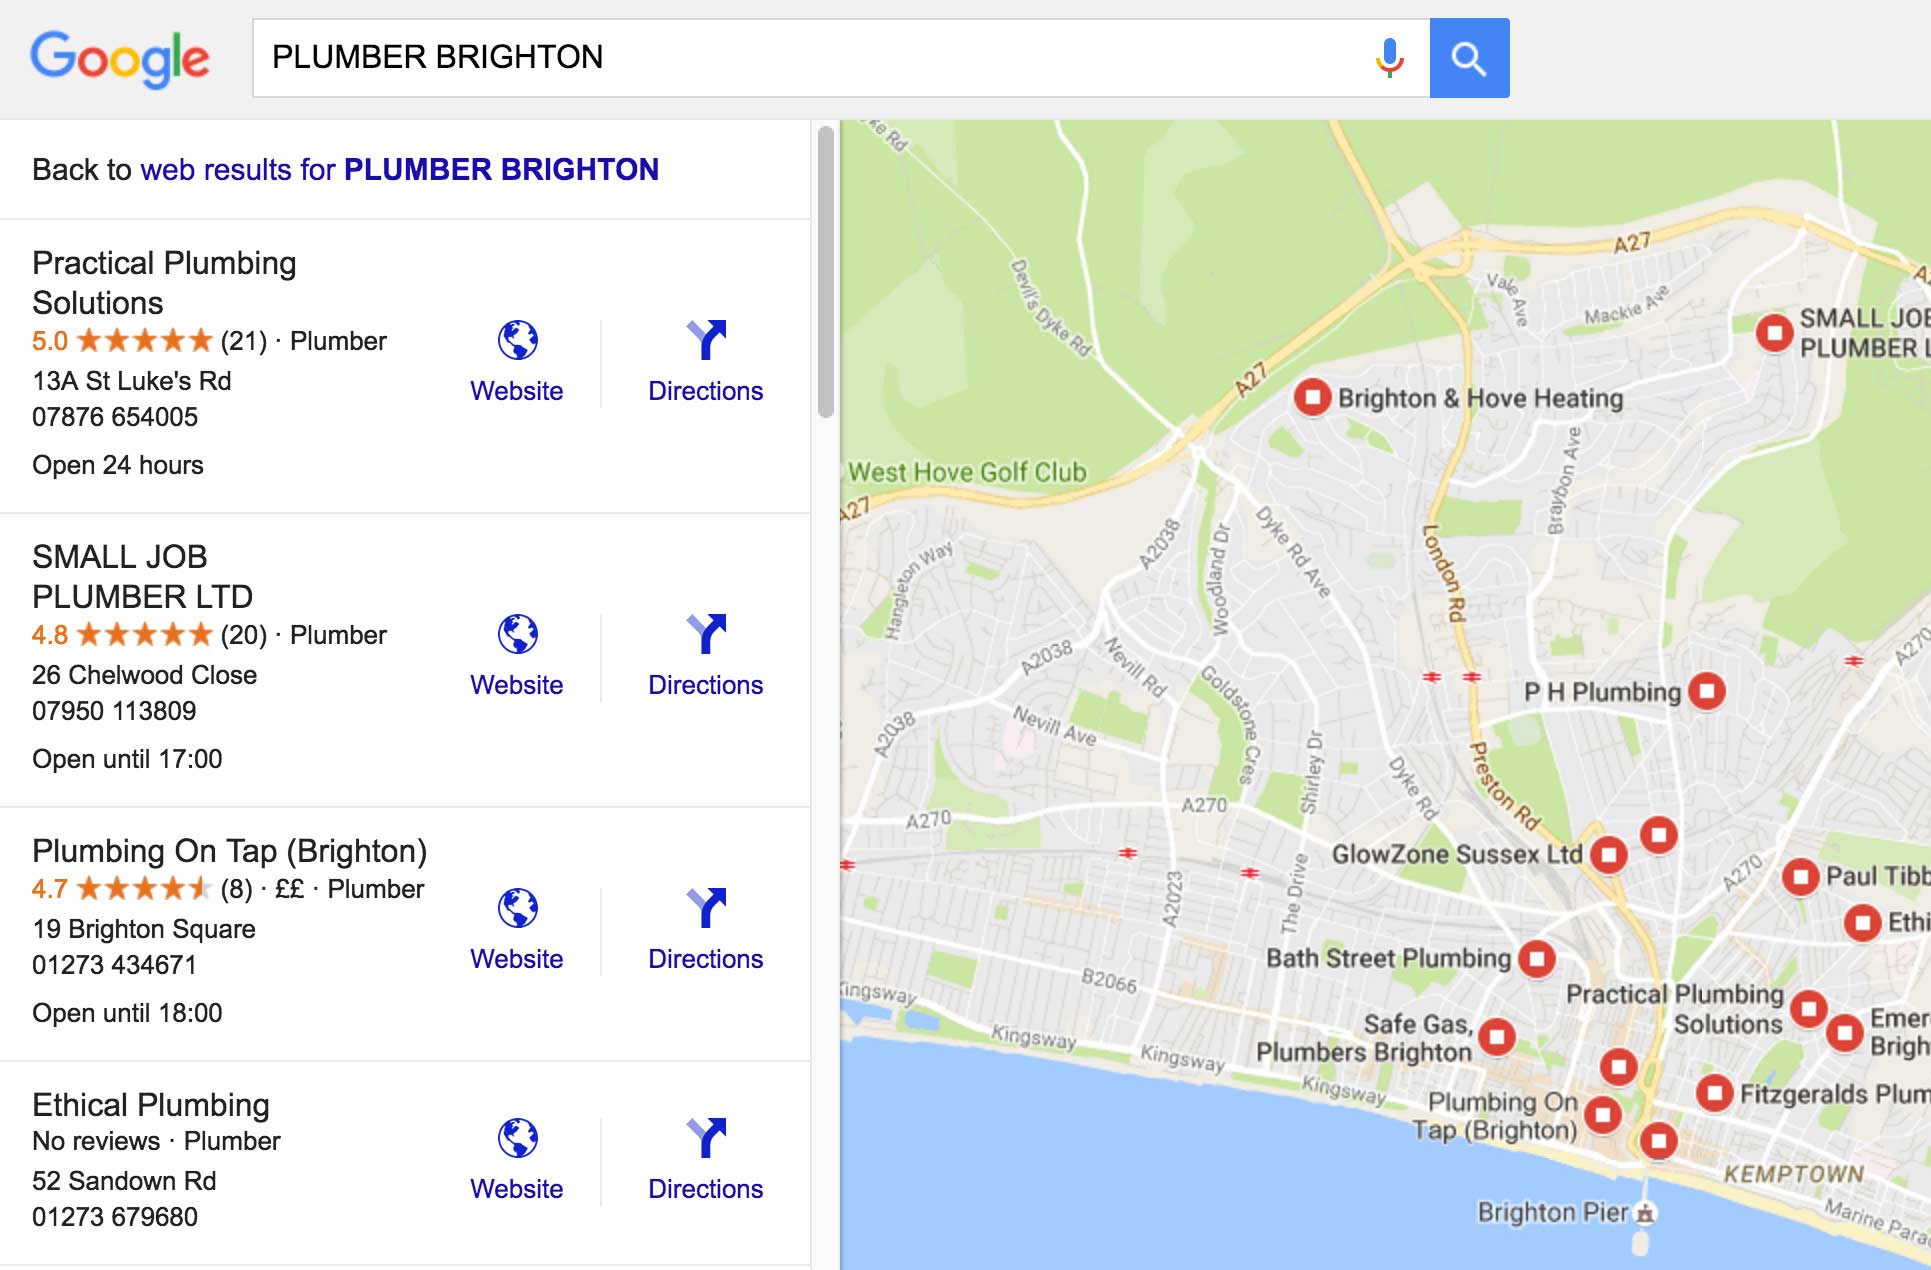 Google
PLUMBER BRIGHTON
Back to web results for PLUMBER BRIGHTON
Practical Plumbing
Solutions
5.0 (21) · Plumber
13A St Luke's Rd
07876 654005
Open 24 hours
Website
Directions
SMALL JOB
PLUMBER LTD
4.8 (20) · Plumber
26 Chelwood Close
07950 113809
Open until 17:00
Website
Directions
Plumbing On Tap (Brighton)
4.7 (8) · ££ · Plumber
19 Brighton Square
01273 434671
Open until 18:00
Website
Directions
Ethical Plumbing
No reviews · Plumber
52 Sandown Rd
01273 679680
Website
Directions
ke Rd
Devil's Dyke Rd
A27
A27
Vale Ave
Mackie Ave
SMALL JOB
PLUMBER L
A27
Brighton & Hove Heating
West Hove Golf Club
A27
Braybon Ave
A2038
Woodland Dr
Dyke Rd Ave
London Rd
Hangleton Way
A2038
Nevill Rd
Goldstone Cres
A270
P H Plumbing
A2038
Nevill Ave
Shirley Dr
Dyke Rd
Preston Rd
A270
A270
GlowZone Sussex Ltd
A270
Paul Tibb
A2023
The Drive
Ethi
Bath Street Plumbing
B2066
Kingsway
Practical Plumbing
Solutions
Emer
Brigh
Safe Gas,
Plumbers Brighton
Kingsway
Kingsway
Kingsway
Plumbing On
Tap (Brighton)
Fitzgeralds Plum
KEMPTOWN
Brighton Pier
Marine Parad